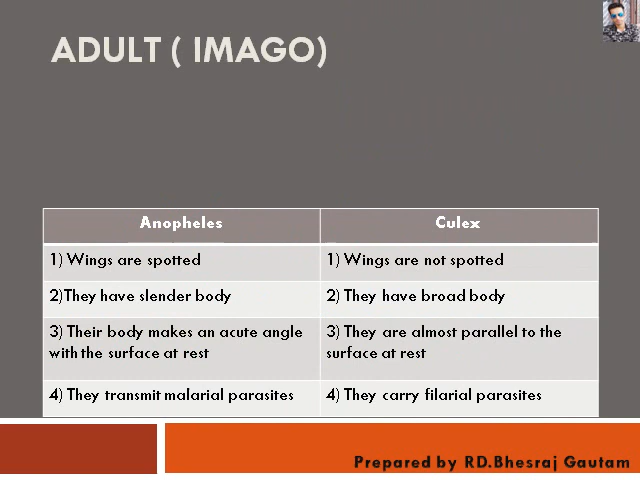 ADULT ( IMAGO)
Anopheles Culex
1) Wings are spotted 1) Wings are not spotted
2)They have slender body 2) They have broad body
3) Their body makes an acute angle 3) They are almost parallel to the
with the surface at rest surface at rest
4) They transmit malarial parasites 4) They carry filarial parasites
Prepared by RD.Bhesraj Gautam